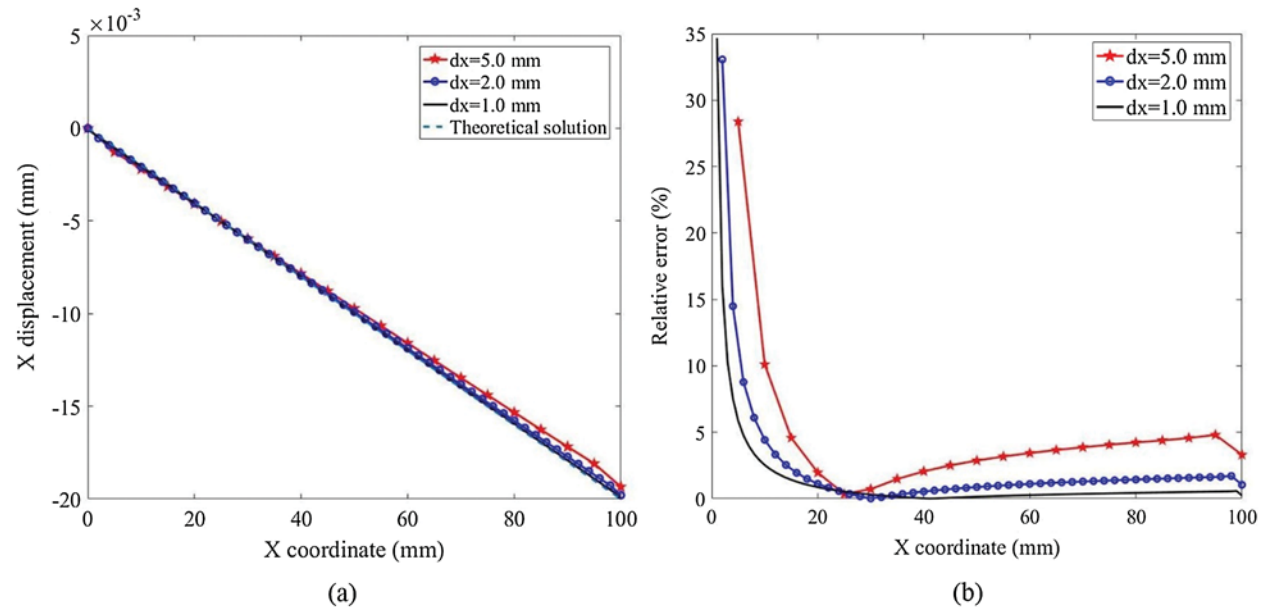 ×10⁻³
5
0
-5
-10
-15
-20
0
20
40
60
80
100
X displacement (mm)
X coordinate (mm)
dx=5.0 mm
dx=2.0 mm
dx=1.0 mm
Theoretical solution
(a)
35
30
25
20
15
10
5
0
0
20
40
60
80
100
Relative error (%)
X coordinate (mm)
dx=5.0 mm
dx=2.0 mm
dx=1.0 mm
(b)